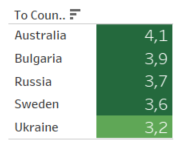 To Coun..
Australia 4,1
Bulgaria 3,9
Russia 3,7
Sweden 3,6
Ukraine 3,2